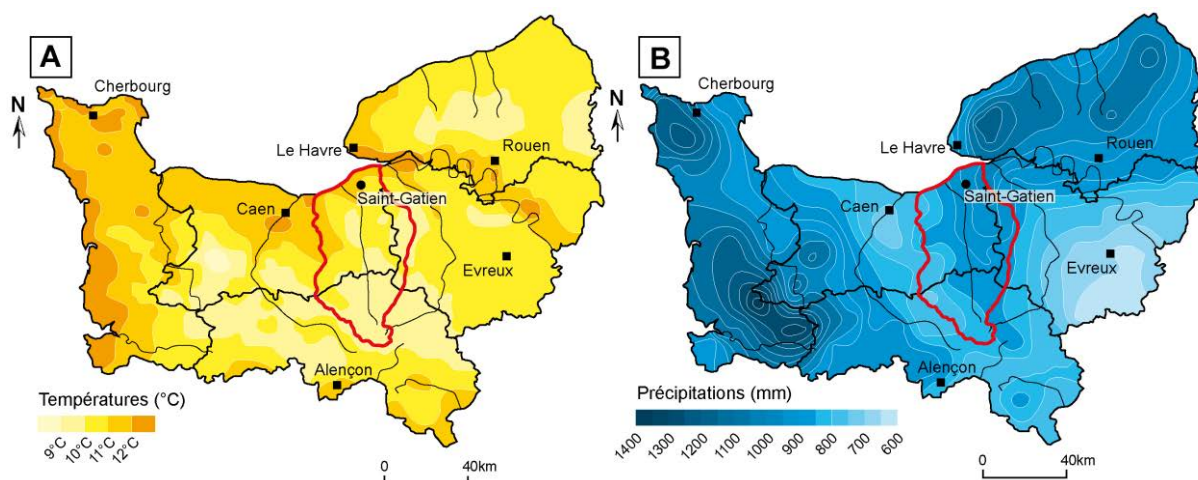 A
Cherbourg
N
Le Havre
Rouen
Saint-Gatien
Caen
Evreux
Alençon
Températures (°C)
9°C 10°C 11°C 12°C
0 40km
B
Cherbourg
N
Le Havre
Rouen
Saint-Gatien
Caen
Evreux
Alençon
Précipitations (mm)
1400 1300 1200 1100 1000 900 800 700 600
0 40km